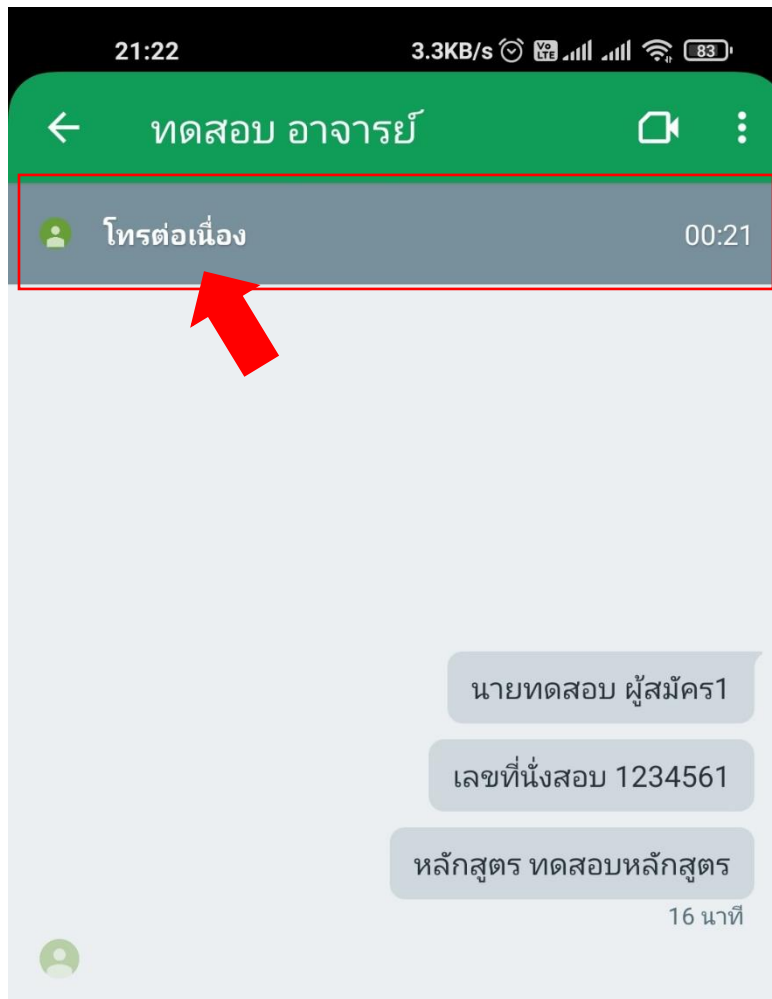 21:22 3.3KB/s Vo LTE 83
ทดสอบ อาจารย์
โทรต่อเนื่อง 00:21
นายทดสอบ ผู้สมัคร1
เลขที่นั่งสอบ 1234561
หลักสูตร ทดสอบหลักสูตร
16 นาที